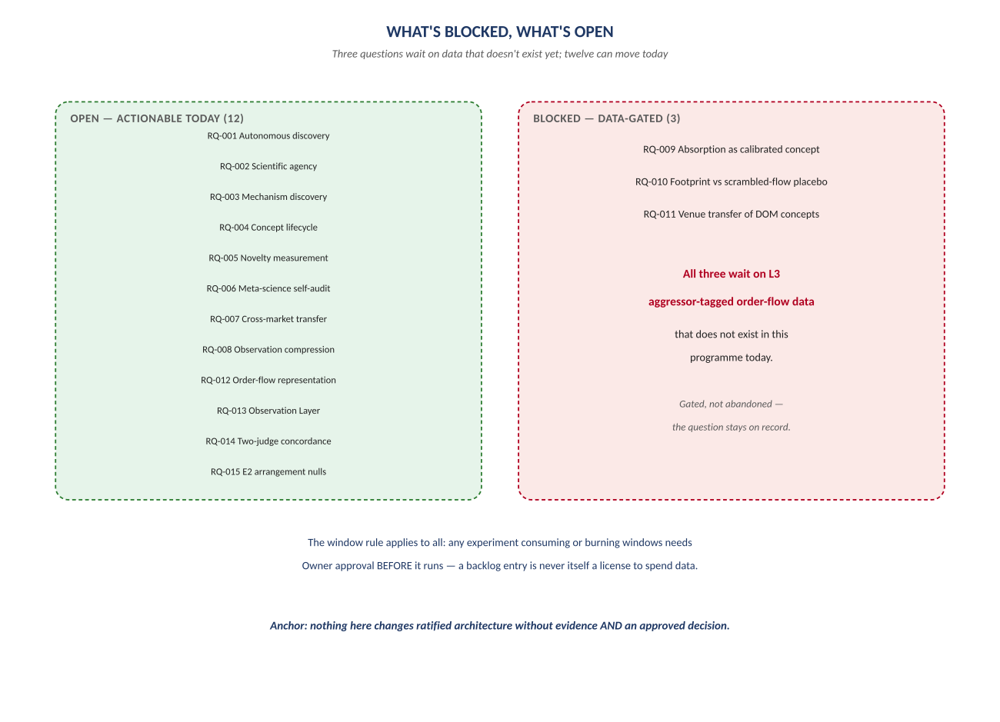 WHAT'S BLOCKED, WHAT'S OPEN
Three questions wait on data that doesn't exist yet; twelve can move today
OPEN — ACTIONABLE TODAY (12)
RQ-001 Autonomous discovery
RQ-002 Scientific agency
RQ-003 Mechanism discovery
RQ-004 Concept lifecycle
RQ-005 Novelty measurement
RQ-006 Meta-science self-audit
RQ-007 Cross-market transfer
RQ-008 Observation compression
RQ-012 Order-flow representation
RQ-013 Observation Layer
RQ-014 Two-judge concordance
RQ-015 E2 arrangement nulls
BLOCKED — DATA-GATED (3)
RQ-009 Absorption as calibrated concept
RQ-010 Footprint vs scrambled-flow placebo
RQ-011 Venue transfer of DOM concepts
All three wait on L3
aggressor-tagged order-flow data
that does not exist in this
programme today.
Gated, not abandoned —
the question stays on record.
The window rule applies to all: any experiment consuming or burning windows needs
Owner approval BEFORE it runs — a backlog entry is never itself a license to spend data.
Anchor: nothing here changes ratified architecture without evidence AND an approved decision.